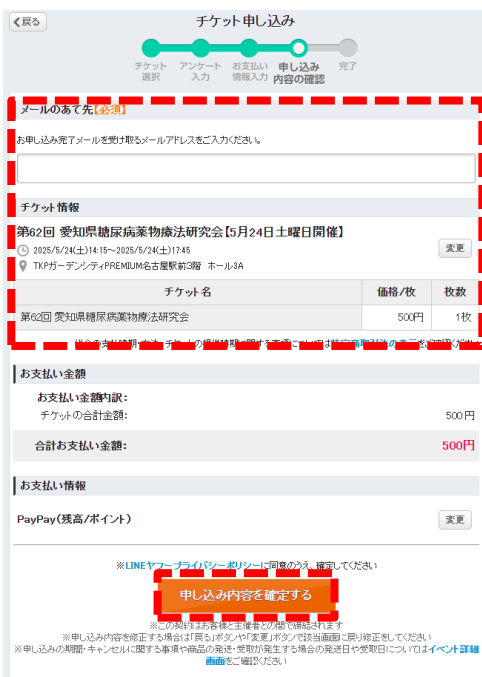 戻る
チケット申し込み
チケット選択
アンケート入力
お支払い情報入力
申し込み内容の確認
完了
メールのあて先【必須】
お申し込み完了メールを受け取るメールアドレスをご入力ください。
チケット情報
第62回 愛知県糖尿病薬物療法研究会【5月24日土曜日開催】
2025/5/24(土)14:15~2025/5/24(土)17:45
変更
TKPガーデンシティPREMIUM名古屋駅前3階 ホール3A
チケット名 価格/枚 枚数
第62回 愛知県糖尿病薬物療法研究会 500円 1枚
お支払い金額
お支払い金額内訳:
チケットの合計金額: 500円
合計お支払い金額: 500円
お支払い情報
PayPay(残高/ポイント) 変更
※LINEヤフープライバシーポリシーに同意のうえ、確定してください
申し込み内容を確定する
※この契約はお客様と主催者との間で締結されます
※申し込み内容を修正する場合は「戻る」ボタンや「変更」ボタンで該当画面に戻り修正をしてください
※申し込みの期間・キャンセルに関する事項や商品の発送・受取が発生する場合の発送日や受取日についてはイベント詳細
画面をご確認ください